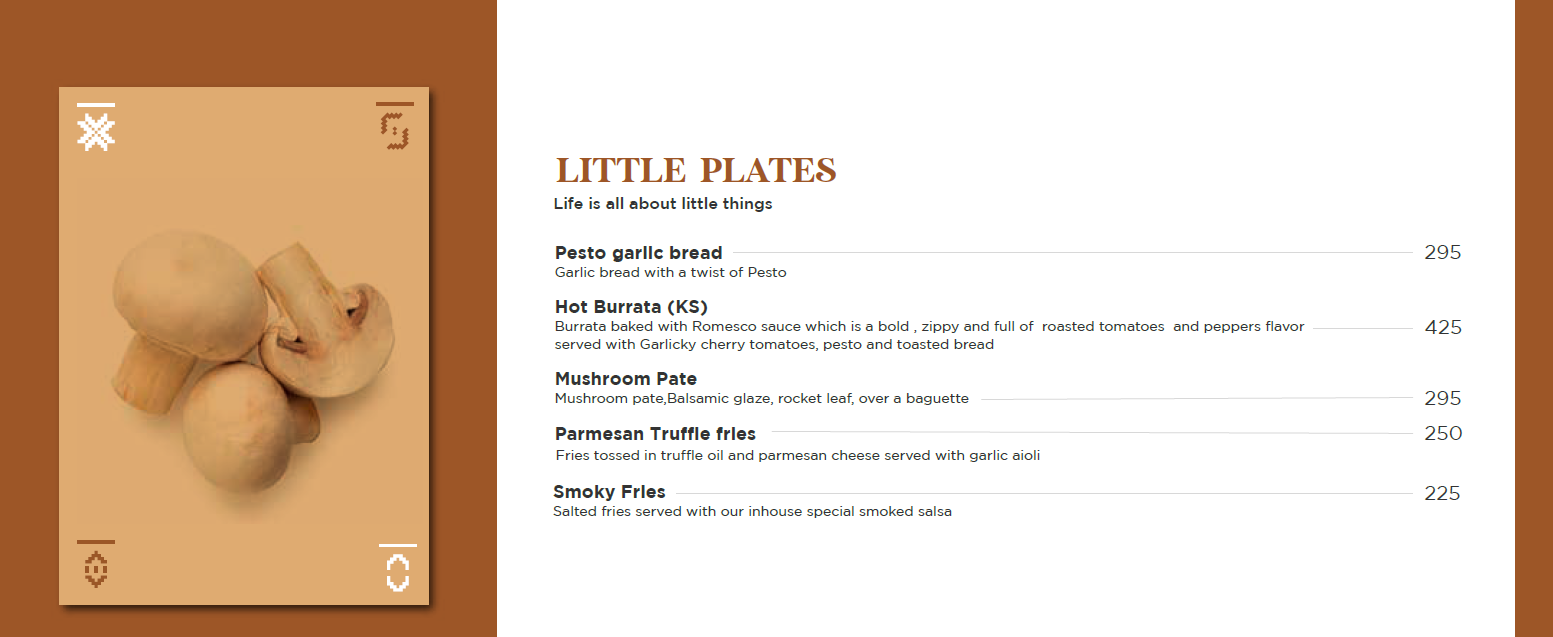 LITTLE PLATES
Life is all about little things
Pesto garlic bread 295
Garlic bread with a twist of Pesto
Hot Burrata (KS)
Burrata baked with Romesco sauce which is a bold , zippy and full of roasted tomatoes and peppers flavor 425
served with Garlicky cherry tomatoes, pesto and toasted bread
Mushroom Pate
Mushroom pate,Balsamic glaze, rocket leaf, over a baguette 295
Parmesan Truffle fries 250
Fries tossed in truffle oil and parmesan cheese served with garlic aioli
Smoky Fries 225
Salted fries served with our inhouse special smoked salsa